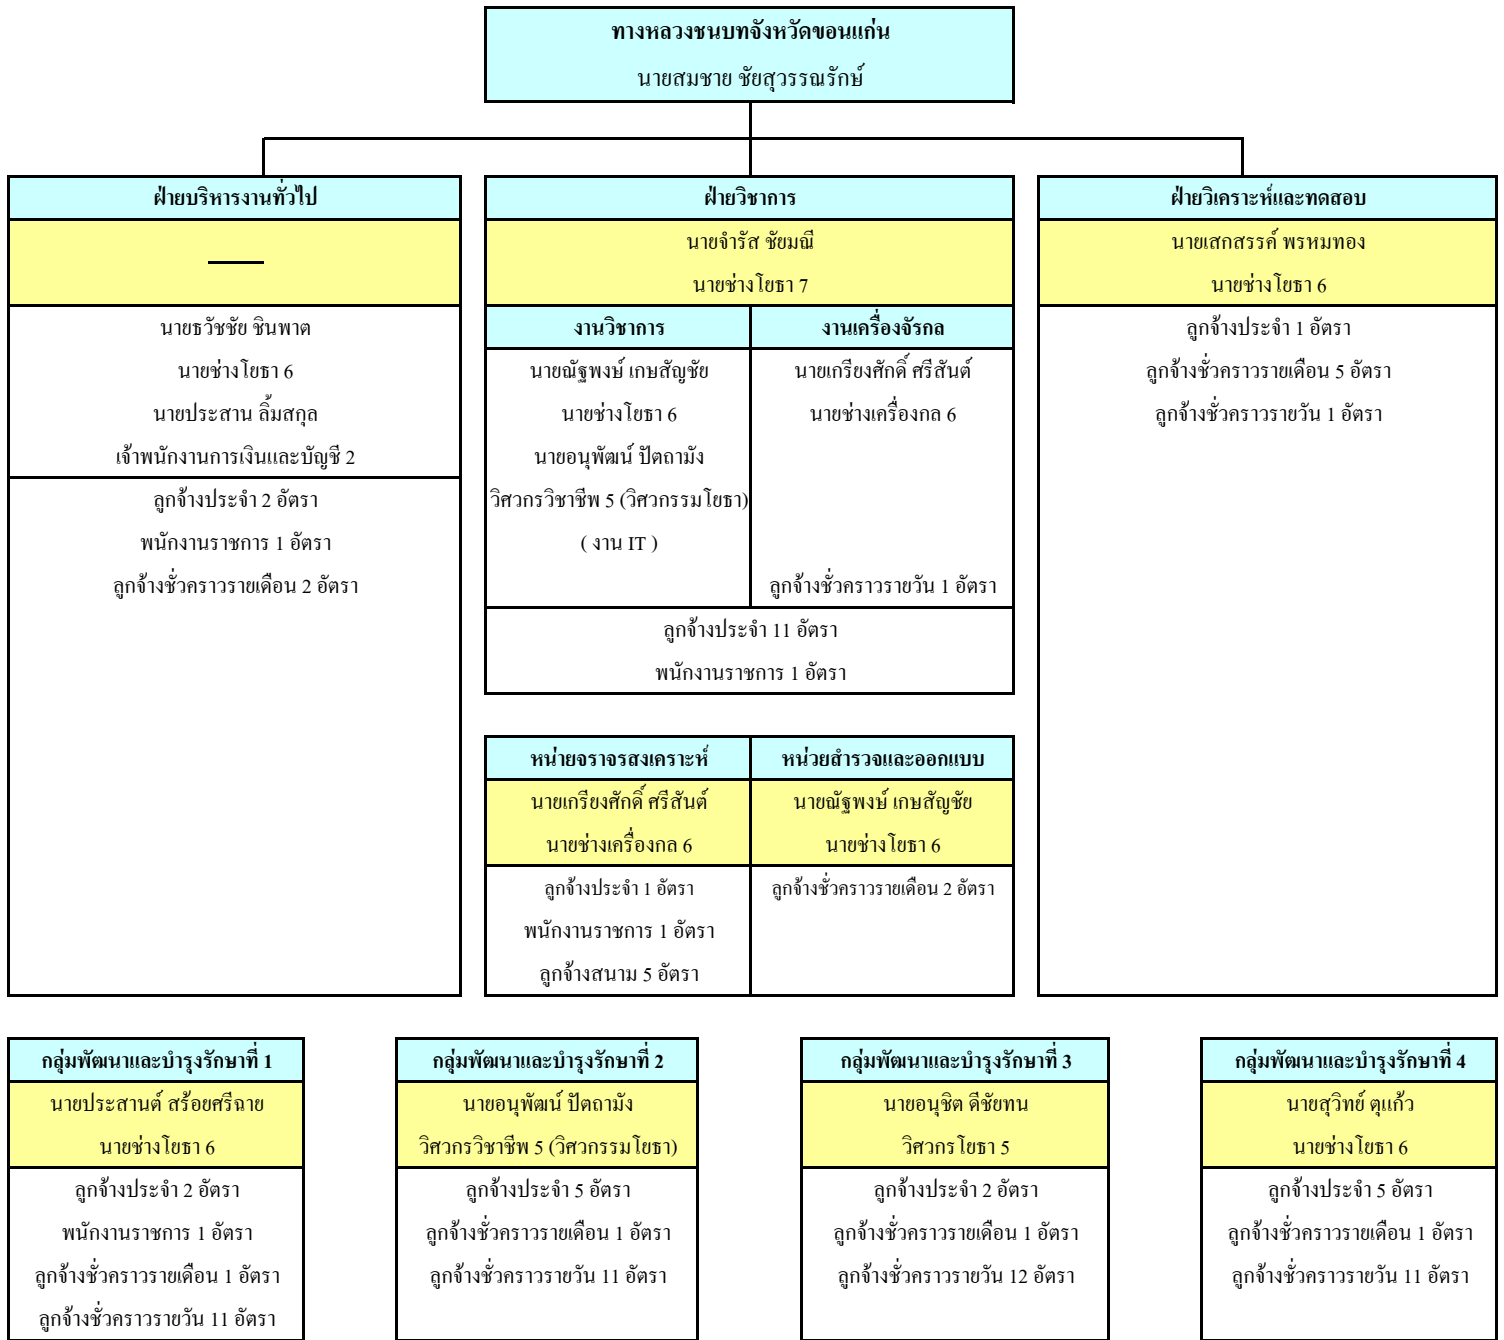 ทางหลวงชนบทจังหวัดขอนแก่น
นายสมชาย ชัยสุวรรณรักษ์
ฝ่ายบริหารงานทั่วไป
นายธวัชชัย ชินพาต
นายช่างโยธา 6
นายประสาน ลิ้มสกุล
เจ้าพนักงานการเงินและบัญชี 2
ลูกจ้างประจำ 2 อัตรา
พนักงานราชการ 1 อัตรา
ลูกจ้างชั่วคราวรายเดือน 2 อัตรา
ฝ่ายวิชาการ
นายจำรัส ชัยมณี
นายช่างโยธา 7
งานวิชาการ
นายณัฐพงษ์ เกษสัญชัย
นายช่างโยธา 6
นายอนุพัฒน์ ปัตถามัง
วิศวกรวิชาชีพ 5 (วิศวกรรมโยธา)
( งาน IT )
งานเครื่องจัรกล
นายเกรียงศักดิ์ ศรีสันต์
นายช่างเครื่องกล 6
ลูกจ้างชั่วคราวรายวัน 1 อัตรา
ลูกจ้างประจำ 11 อัตรา
พนักงานราชการ 1 อัตรา
หน่ายจราจรสงเคราะห์
นายเกรียงศักดิ์ ศรีสันต์
นายช่างเครื่องกล 6
ลูกจ้างประจำ 1 อัตรา
พนักงานราชการ 1 อัตรา
ลูกจ้างสนาม 5 อัตรา
หน่วยสำรวจและออกแบบ
นายณัฐพงษ์ เกษสัญชัย
นายช่างโยธา 6
ลูกจ้างชั่วคราวรายเดือน 2 อัตรา
ฝ่ายวิเคราะห์และทดสอบ
นายเสกสรรค์ พรหมทอง
นายช่างโยธา 6
ลูกจ้างประจำ 1 อัตรา
ลูกจ้างชั่วคราวรายเดือน 5 อัตรา
ลูกจ้างชั่วคราวรายวัน 1 อัตรา
กลุ่มพัฒนาและบำรุงรักษาที่ 1
นายประสานต์ สร้อยศรีฉาย
นายช่างโยธา 6
ลูกจ้างประจำ 2 อัตรา
พนักงานราชการ 1 อัตรา
ลูกจ้างชั่วคราวรายเดือน 1 อัตรา
ลูกจ้างชั่วคราวรายวัน 11 อัตรา
กลุ่มพัฒนาและบำรุงรักษาที่ 2
นายอนุพัฒน์ ปัตถามัง
วิศวกรวิชาชีพ 5 (วิศวกรรมโยธา)
ลูกจ้างประจำ 5 อัตรา
ลูกจ้างชั่วคราวรายเดือน 1 อัตรา
ลูกจ้างชั่วคราวรายวัน 11 อัตรา
กลุ่มพัฒนาและบำรุงรักษาที่ 3
นายอนุชิต ดีชัยทน
วิศวกรโยธา 5
ลูกจ้างประจำ 2 อัตรา
ลูกจ้างชั่วคราวรายเดือน 1 อัตรา
ลูกจ้างชั่วคราวรายวัน 12 อัตรา
กลุ่มพัฒนาและบำรุงรักษาที่ 4
นายสุวิทย์ ตุแก้ว
นายช่างโยธา 6
ลูกจ้างประจำ 5 อัตรา
ลูกจ้างชั่วคราวรายเดือน 1 อัตรา
ลูกจ้างชั่วคราวรายวัน 11 อัตรา